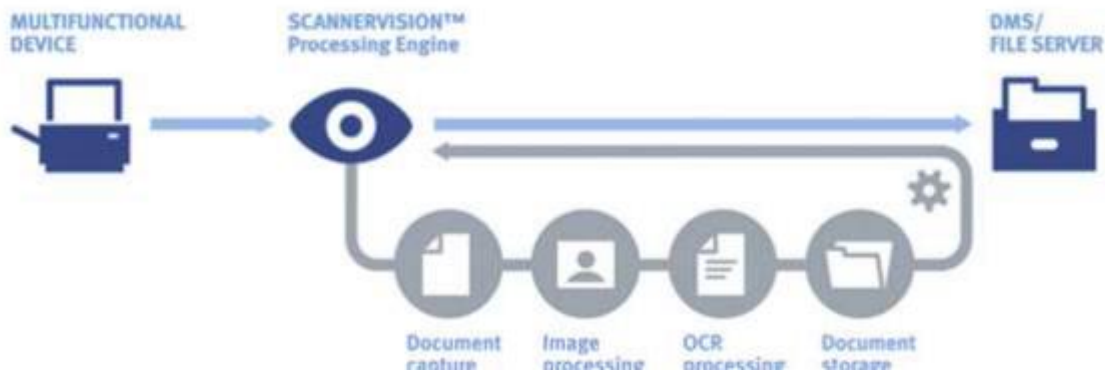 MULTIFUNCTIONAL
DEVICE
SCANNERVISION™
Processing Engine
DMS/
FILE SERVER
Document
capture
Image
processing
OCR
processing
Document
storage